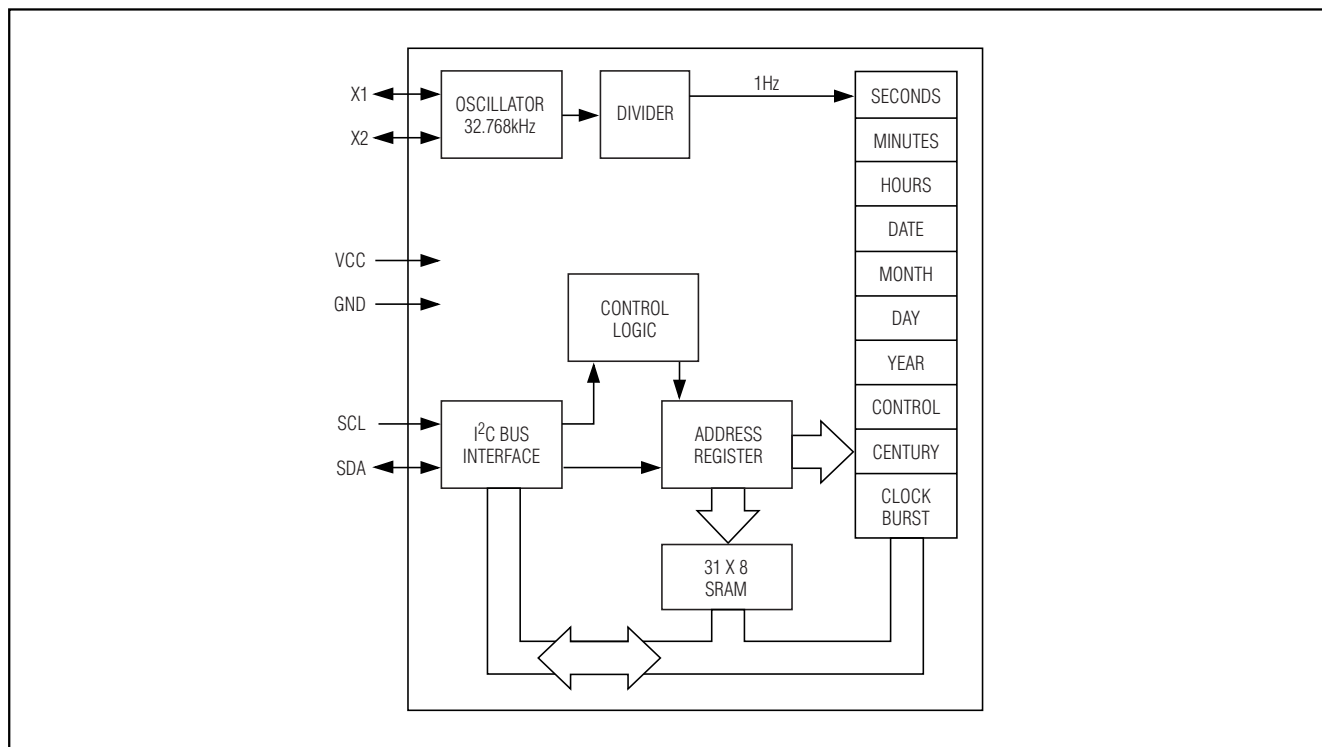 X1
X2
OSCILLATOR
32.768kHz
DIVIDER
1Hz
SECONDS
MINUTES
HOURS
DATE
MONTH
DAY
YEAR
CONTROL
CENTURY
CLOCK
BURST
VCC
GND
CONTROL
LOGIC
SCL
SDA
I²C BUS
INTERFACE
ADDRESS
REGISTER
31 X 8
SRAM